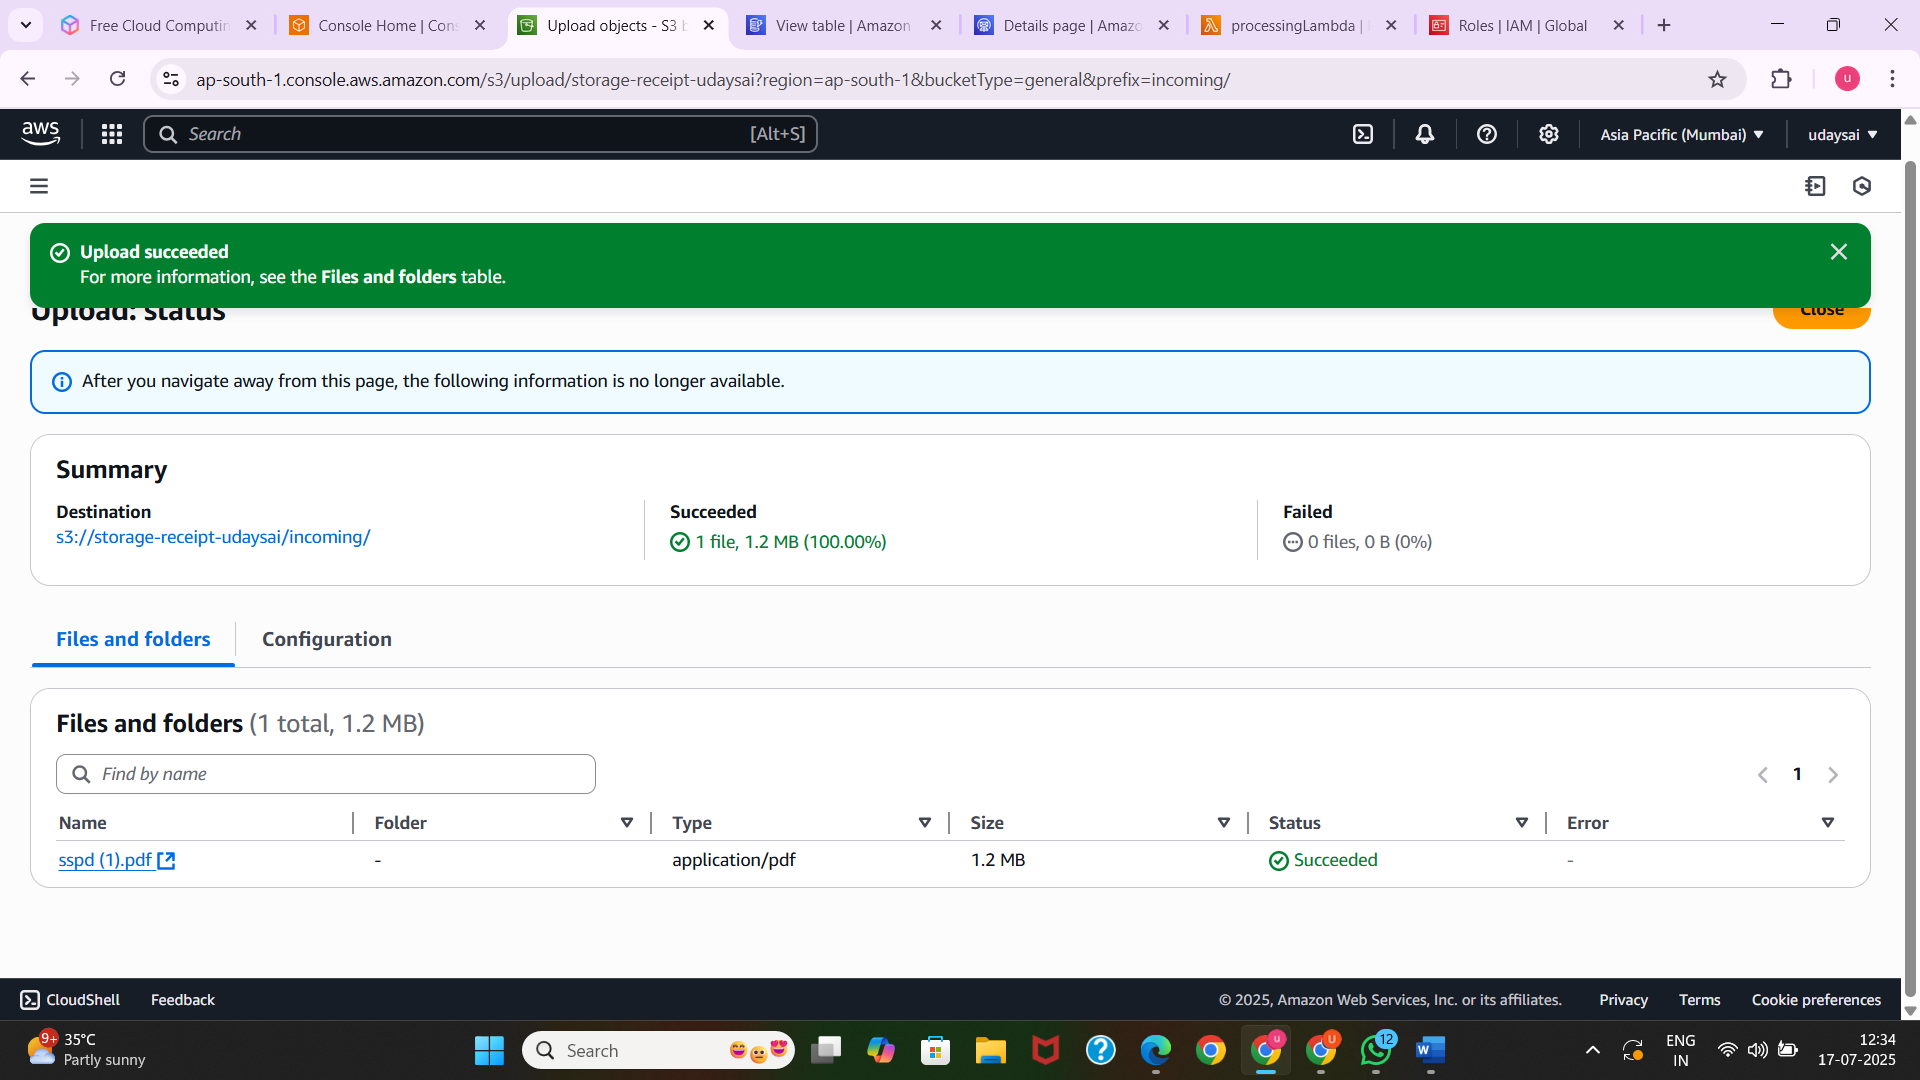 Free Cloud Computin
Console Home | Cons
Upload objects - S3 b
View table | Amazon
Details page | Amazo
processingLambda |
Roles | IAM | Global
ap-south-1.console.aws.amazon.com/s3/upload/storage-receipt-udaysai?region=ap-south-1&bucketType=general&prefix=incoming/
u
aws
Search
[Alt+S]
Asia Pacific (Mumbai)
udaysai
Upload succeeded
For more information, see the Files and folders table.
Upload: status
Close
After you navigate away from this page, the following information is no longer available.
Summary
Destination
s3://storage-receipt-udaysai/incoming/
Succeeded
1 file, 1.2 MB (100.00%)
Failed
0 files, 0 B (0%)
Files and folders
Configuration
Files and folders (1 total, 1.2 MB)
Find by name
1
Name
Folder
Type
Size
Status
Error
sspd (1).pdf
-
application/pdf
1.2 MB
Succeeded
-
CloudShell
Feedback
© 2025, Amazon Web Services, Inc. or its affiliates.
Privacy
Terms
Cookie preferences
9+
35°C
Partly sunny
Search
u
U
12
W
ENG
IN
12:34
17-07-2025